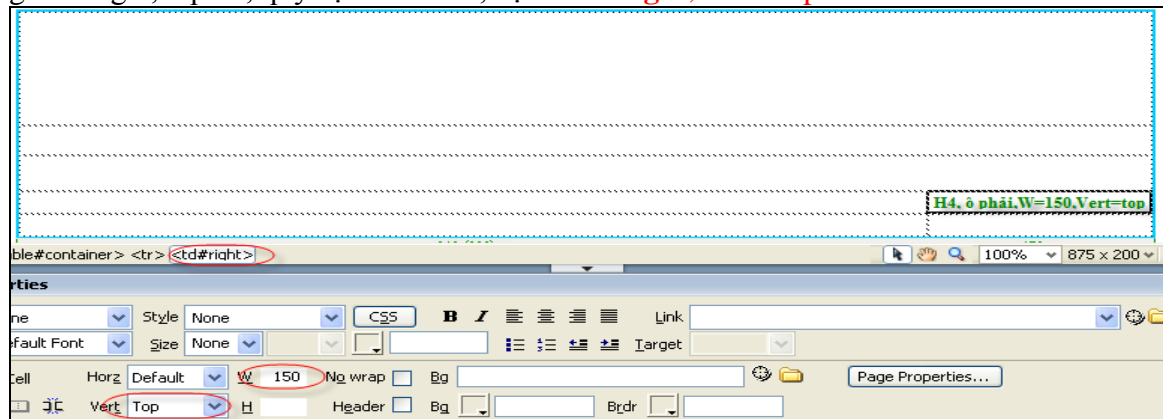 H4, ô phải,W=150,Vert=top
ble#container> <tr> <td#right>
100% 875 x 200
rties
ne Style None CSS B I Link
efault Font Size None Target
Cell Horz Default W 150 No wrap Bg Page Properties...
Vert Top H Header Bg Brdr